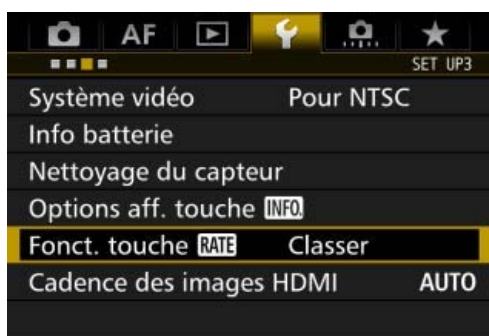 AF
SET UP3
Système vidéo Pour NTSC
Info batterie
Nettoyage du capteur
Options aff. touche INFO.
Fonct. touche RATE Classer
Cadence des images HDMI AUTO